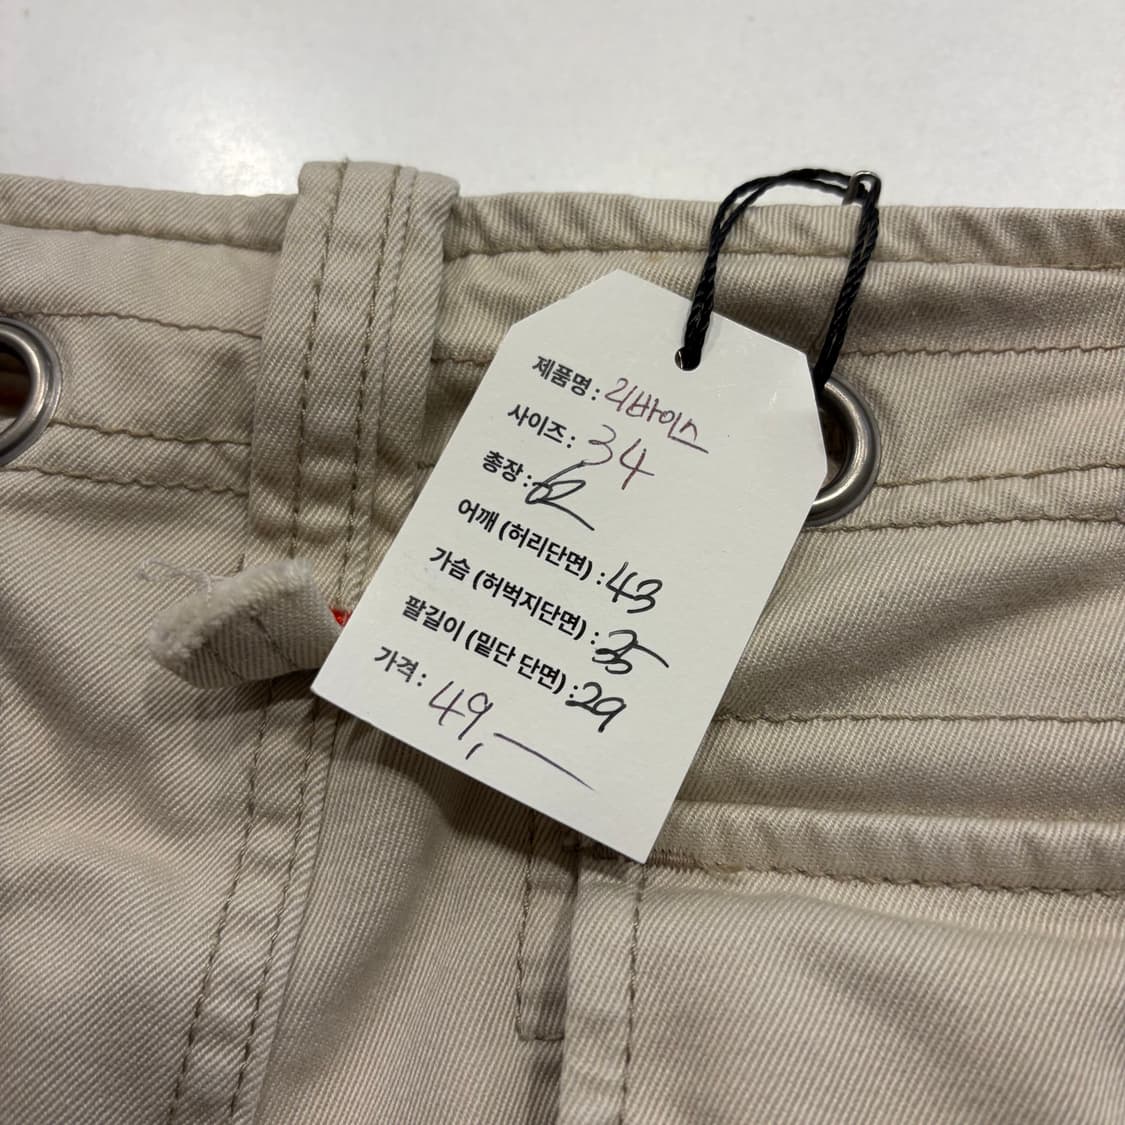 제품명 : 리바이스
사이즈 : 34
총장 : 62
어깨 (허리단면) : 43
가슴 (허벅지단면) : 35
팔길이 (밑단 단면) : 29
가격 : 49,—